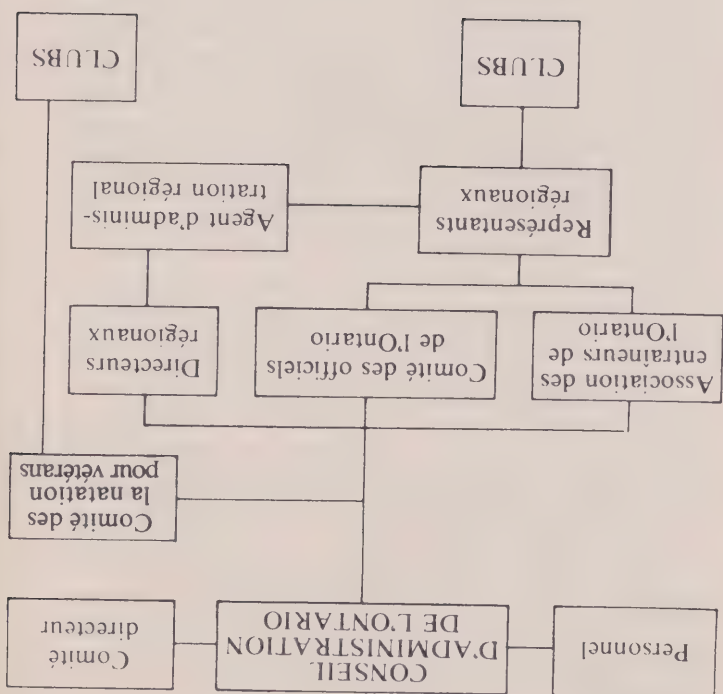 Personnel
CONSEIL
D'ADMINISTRATION
DE L'ONTARIO
Comité
directeur
Comité des
la natation
pour vétérans
Association des
entraîneurs de
l'Ontario
Comité des officiels
de l'Ontario
Directeurs
régionaux
Représentants
régionaux
Agent d'adminis-
tration régional
CLUBS
CLUBS